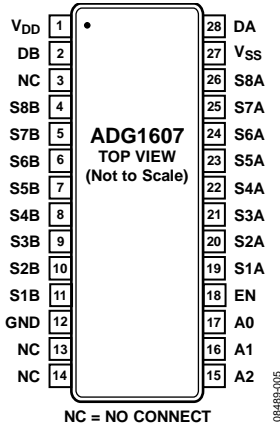 VDD 1 28 DA
DB 2 27 VSS
NC 3 26 S8A
S8B 4 25 S7A
S7B 5 24 S6A
S6B 6 23 S5A
S5B 7 22 S4A
S4B 8 21 S3A
S3B 9 20 S2A
S2B 10 19 S1A
S1B 11 18 EN
GND 12 17 A0
NC 13 16 A1
NC 14 15 A2
ADG1607
TOP VIEW
(Not to Scale)
NC = NO CONNECT
08489-005